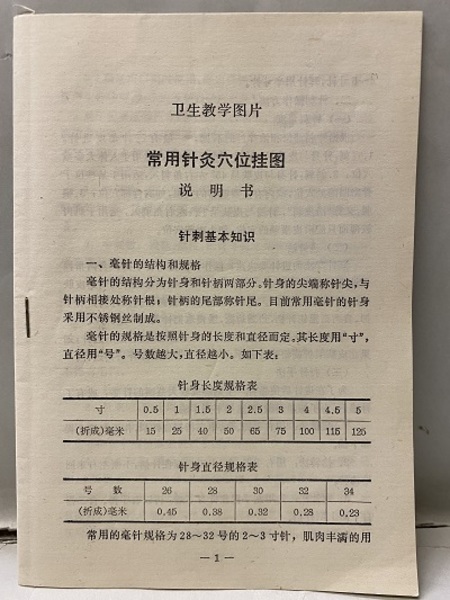 卫生教学图片
常用针灸穴位挂图
说明书
针刺基本知识
一、毫针的结构和规格
毫针的结构分为针身和针柄两部分。针身的尖端称针尖，与
针柄相接处称针根；针柄的尾部称针尾。目前常用毫针的针身
采用不锈钢丝制成。
毫针的规格是按照针身的长度和直径而定。其长度用“寸”，
直径用“号”。号数越大，直径越小。如下表：
针身长度规格表
寸 0.5 1 1.5 2 2.5 3 4 4.5 5
(折成)毫米 15 25 40 50 65 75 100 115 125
针身直径规格表
号数 26 28 30 32 34
(折成)毫米 0.45 0.38 0.32 0.28 0.23
常用的毫针规格为28～32号的2～3寸针，肌肉丰满的用
—1—